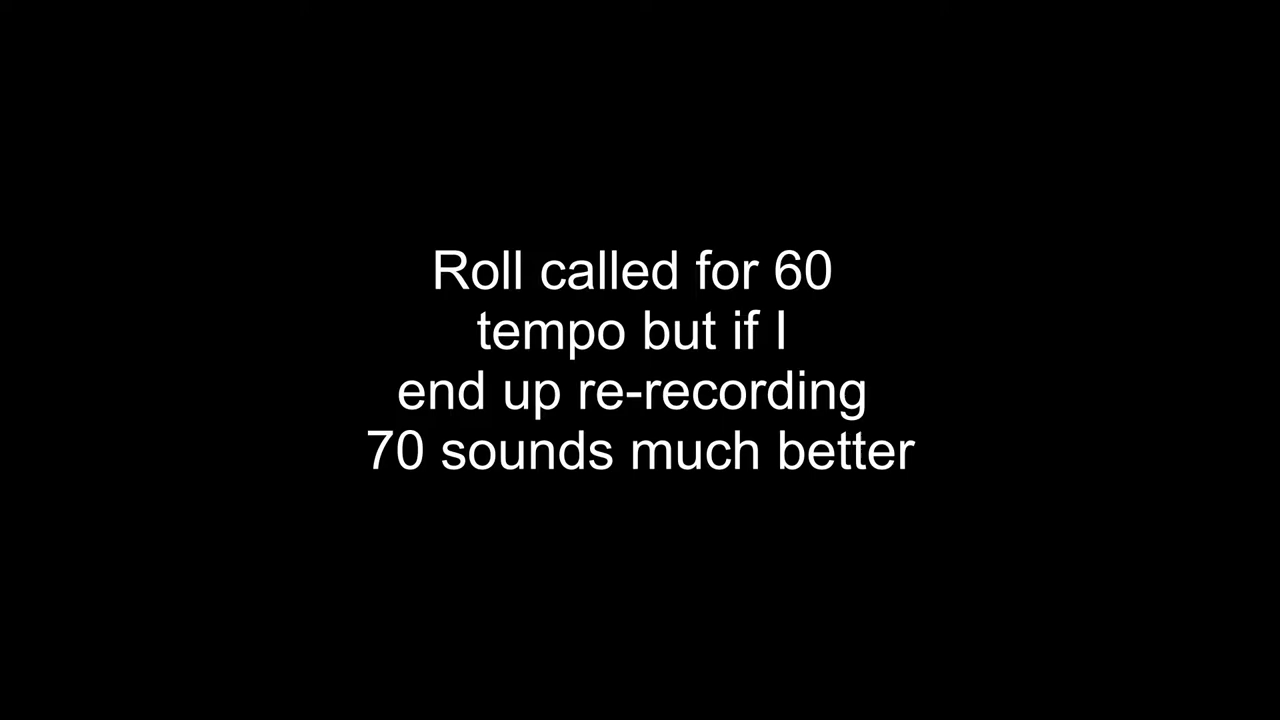 Roll called for 60
tempo but if I
end up re-recording
70 sounds much better